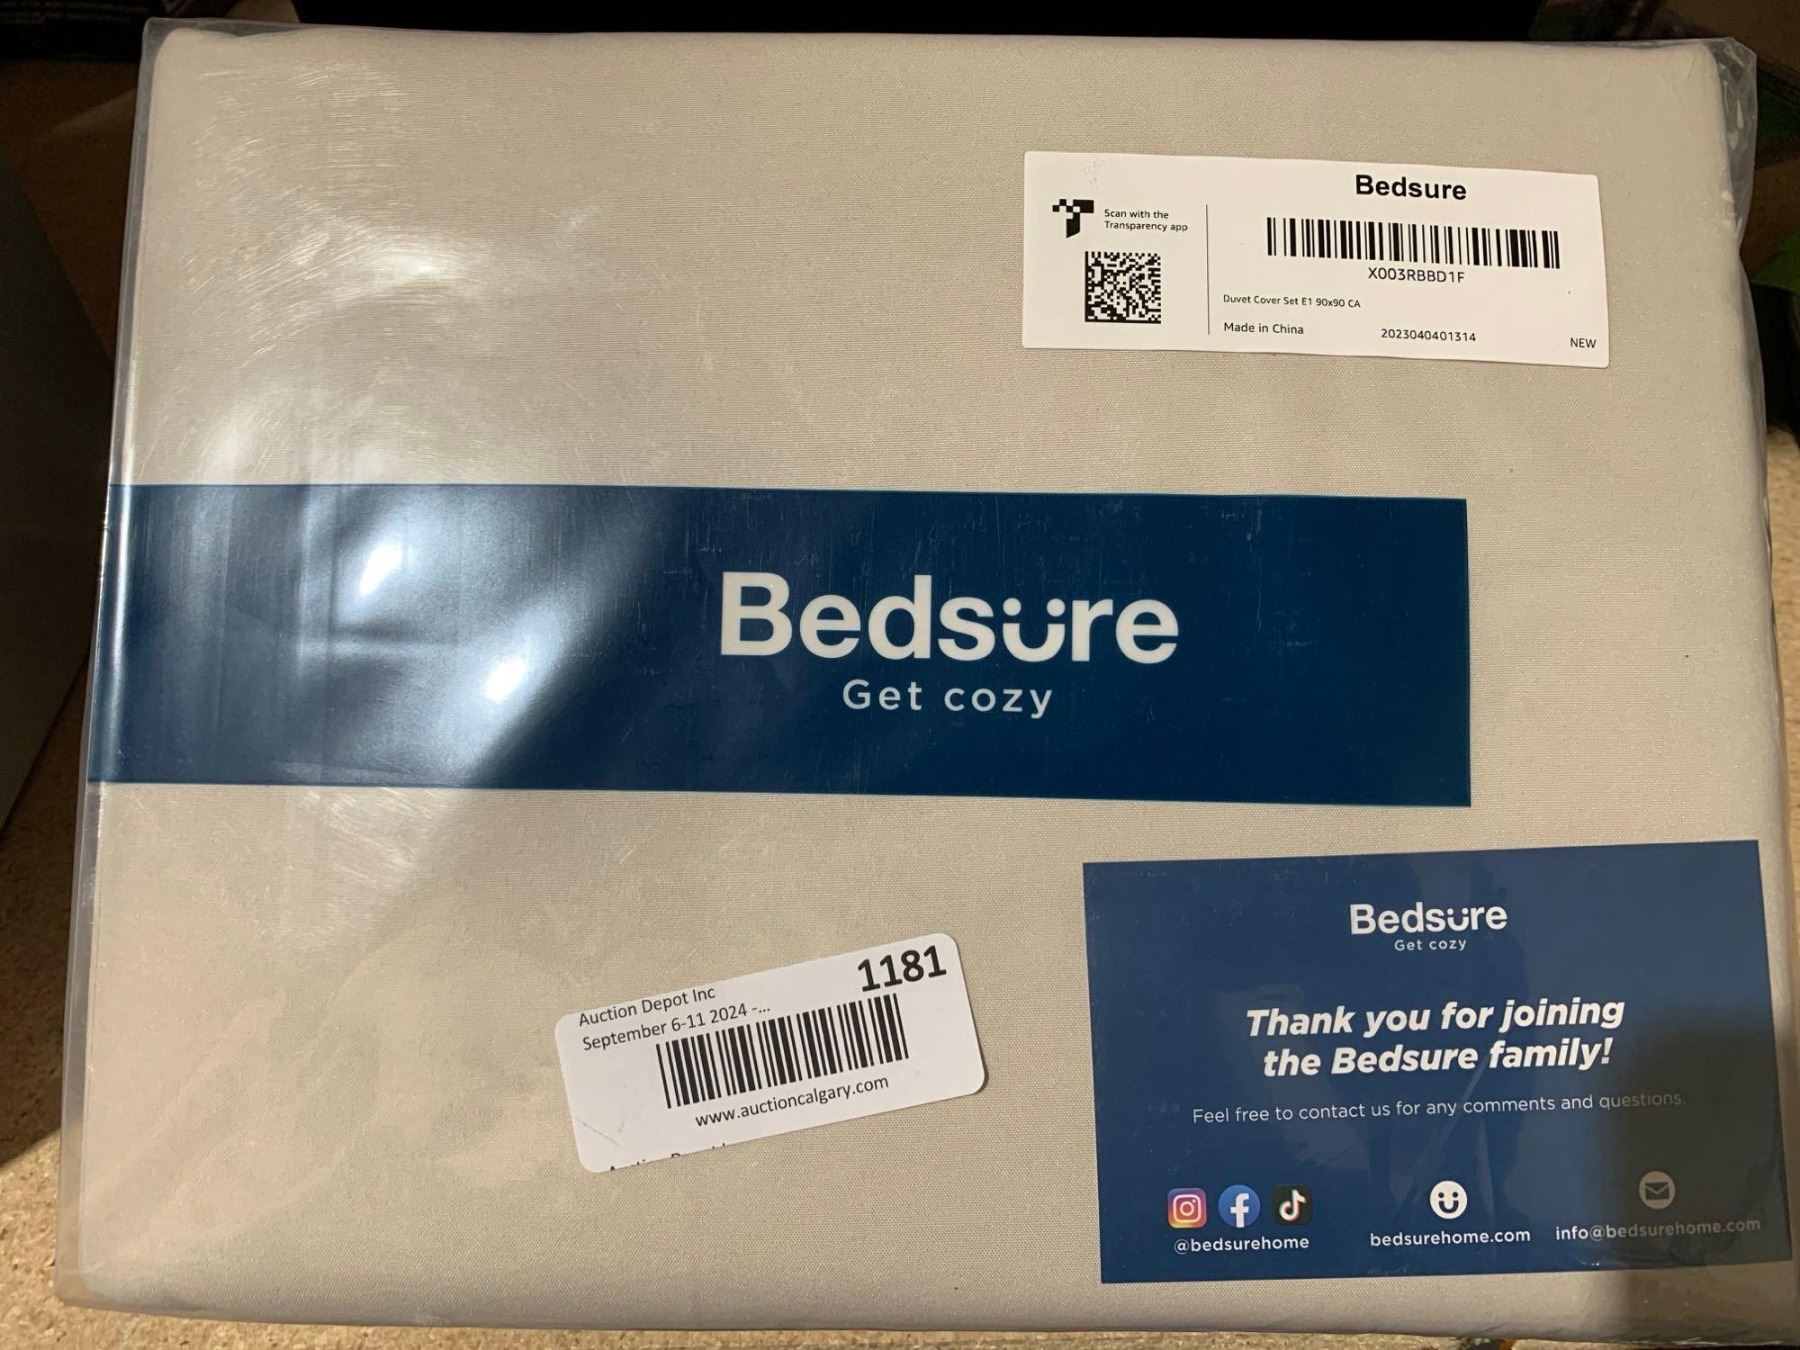 Bedsure
Scan with the
Transparency app
X003RBBD1F
Duvet Cover Set E1 90x90 CA
Made in China
2023040401314
NEW
Bedsure
Get cozy
1181
Auction Depot Inc
September 6-11 2024 -...
www.auctioncalgary.com
Bedsure
Get cozy
Thank you for joining
the Bedsure family!
Feel free to contact us for any comments and questions.
@bedsurehome
bedsurehome.com
info@bedsurehome.com